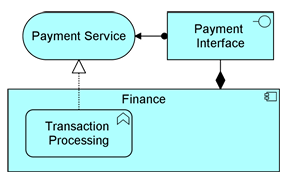 Payment Service
Payment
Interface
Finance
Transaction
Processing